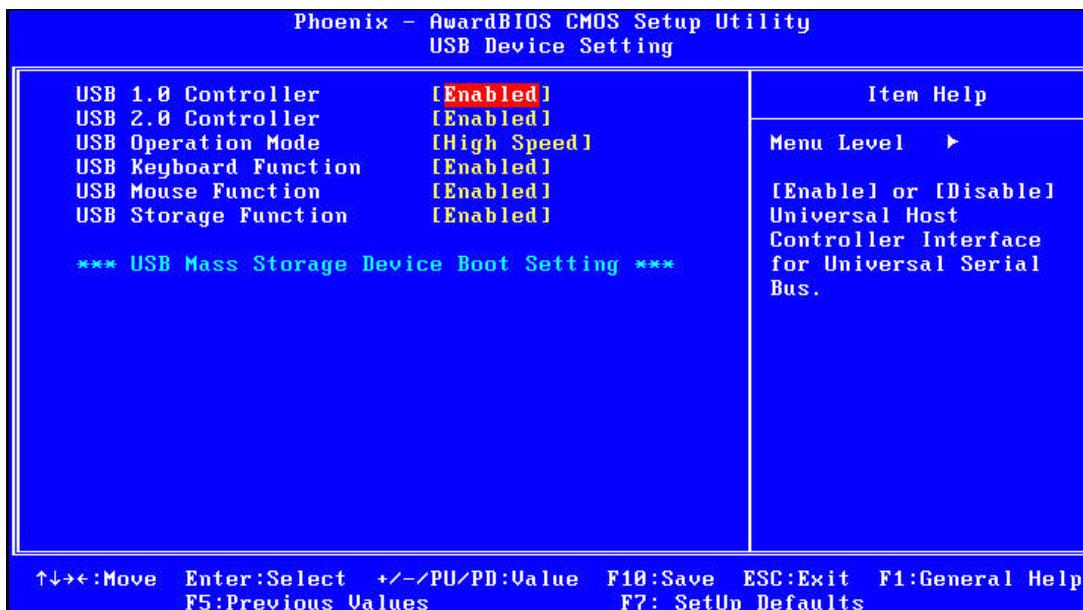 Phoenix - AwardBIOS CMOS Setup Utility
USB Device Setting
USB 1.0 Controller [Enabled]
USB 2.0 Controller [Enabled]
USB Operation Mode [High Speed]
USB Keyboard Function [Enabled]
USB Mouse Function [Enabled]
USB Storage Function [Enabled]
*** USB Mass Storage Device Boot Setting ***
Item Help
Menu Level ►
[Enable] or [Disable]
Universal Host
Controller Interface
for Universal Serial
Bus.
↑↓→←:Move Enter:Select +/-/PU/PD:Value F10:Save ESC:Exit F1:General Help
F5:Previous Values F7: SetUp Defaults